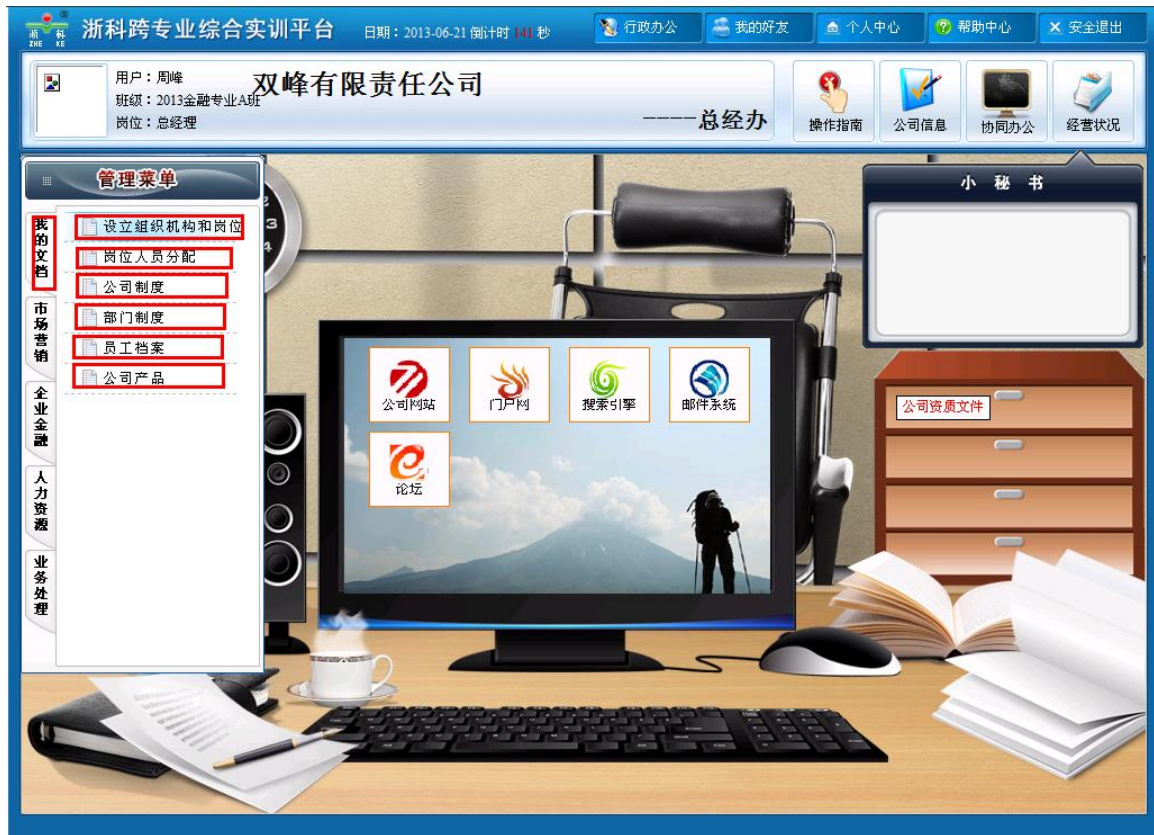 浙 科®
ZHE KE
浙科跨专业综合实训平台
日期：2013-06-21 倒计时 141 秒
行政办公
我的好友
个人中心
帮助中心
安全退出
用户：周峰
班级：2013金融专业A班
岗位：总经理
双峰有限责任公司
----总经办
操作指南
公司信息
协同办公
经营状况
管理菜单
我的文档
市场营销
企业金融
人力资源
业务处理
设立组织机构和岗位
岗位人员分配
公司制度
部门制度
员工档案
公司产品
2
3
4
公司网站
门户网
搜索引擎
邮件系统
论坛
小 秘 书
公司资质文件